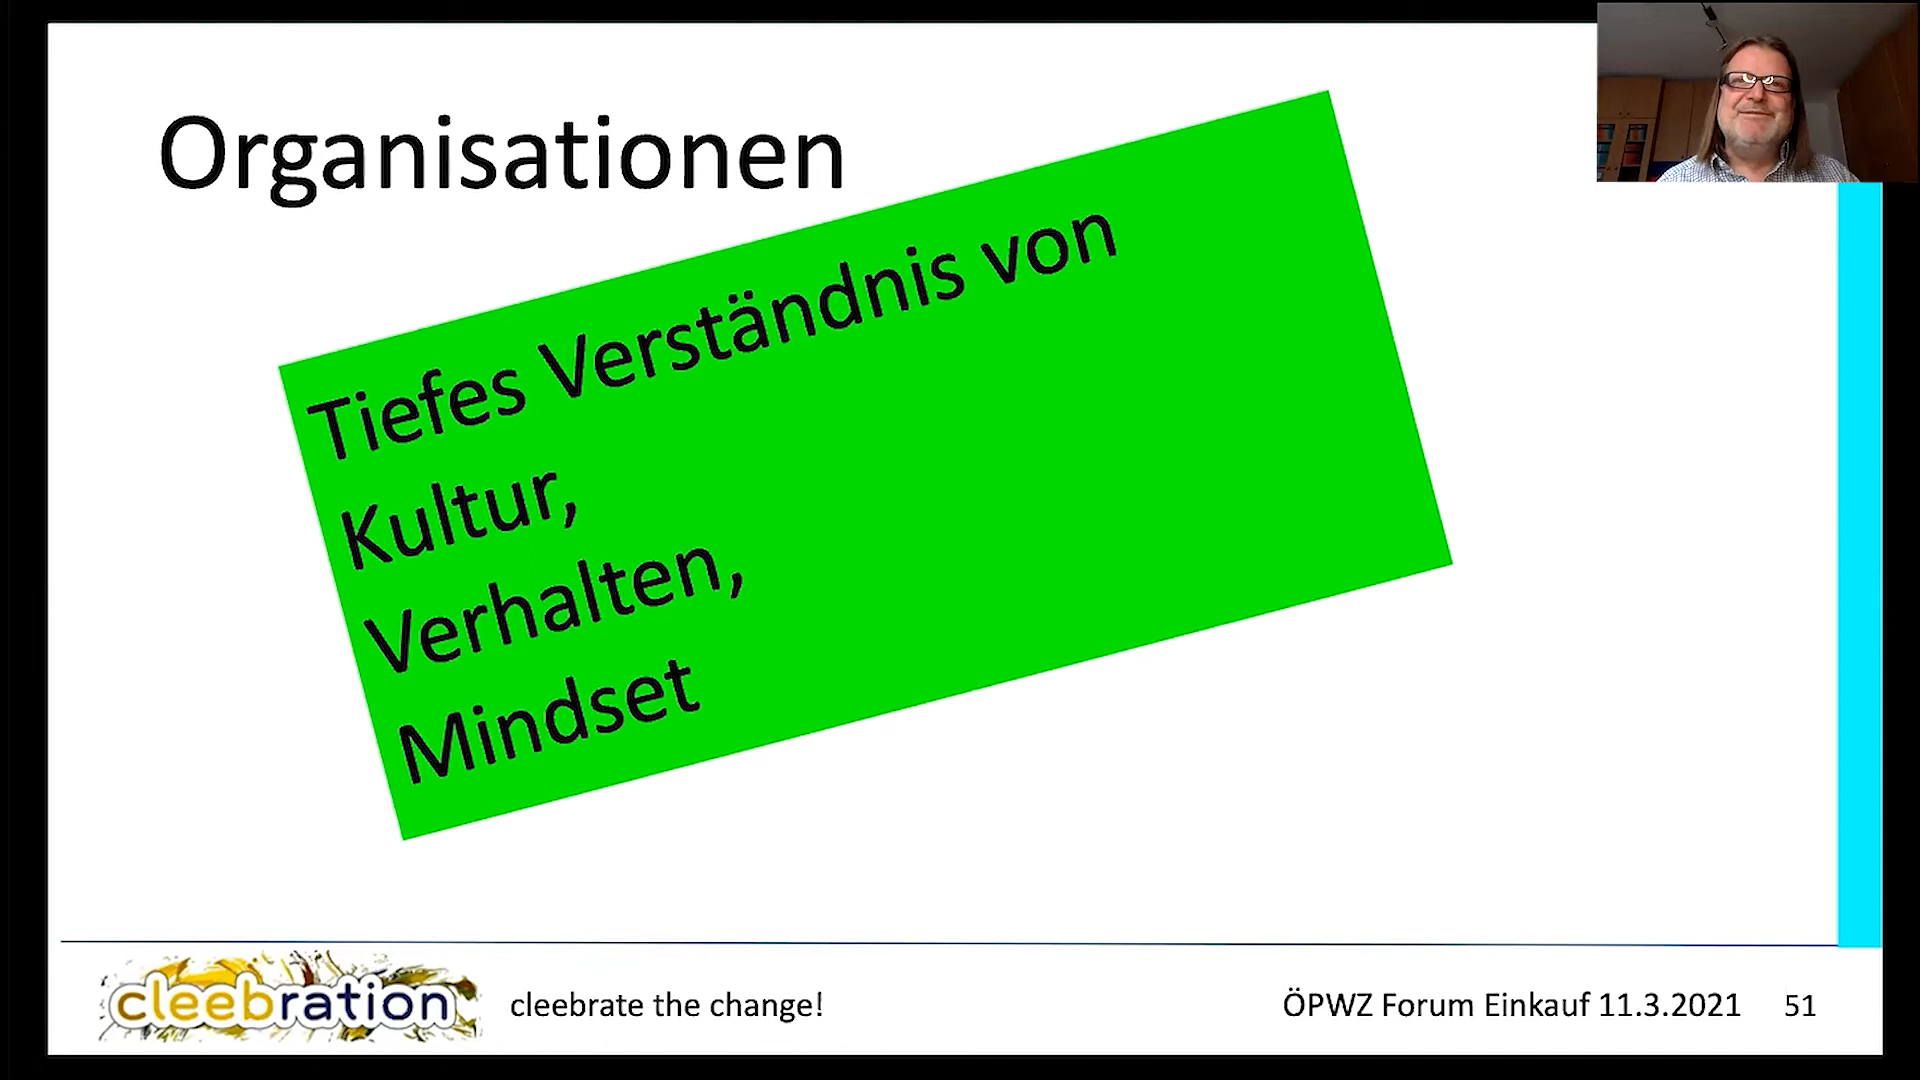 Organisationen
Tiefes Verständnis von
Kultur,
Verhalten,
Mindset
cleebration
cleebrate the change!
ÖPWZ Forum Einkauf 11.3.2021
51